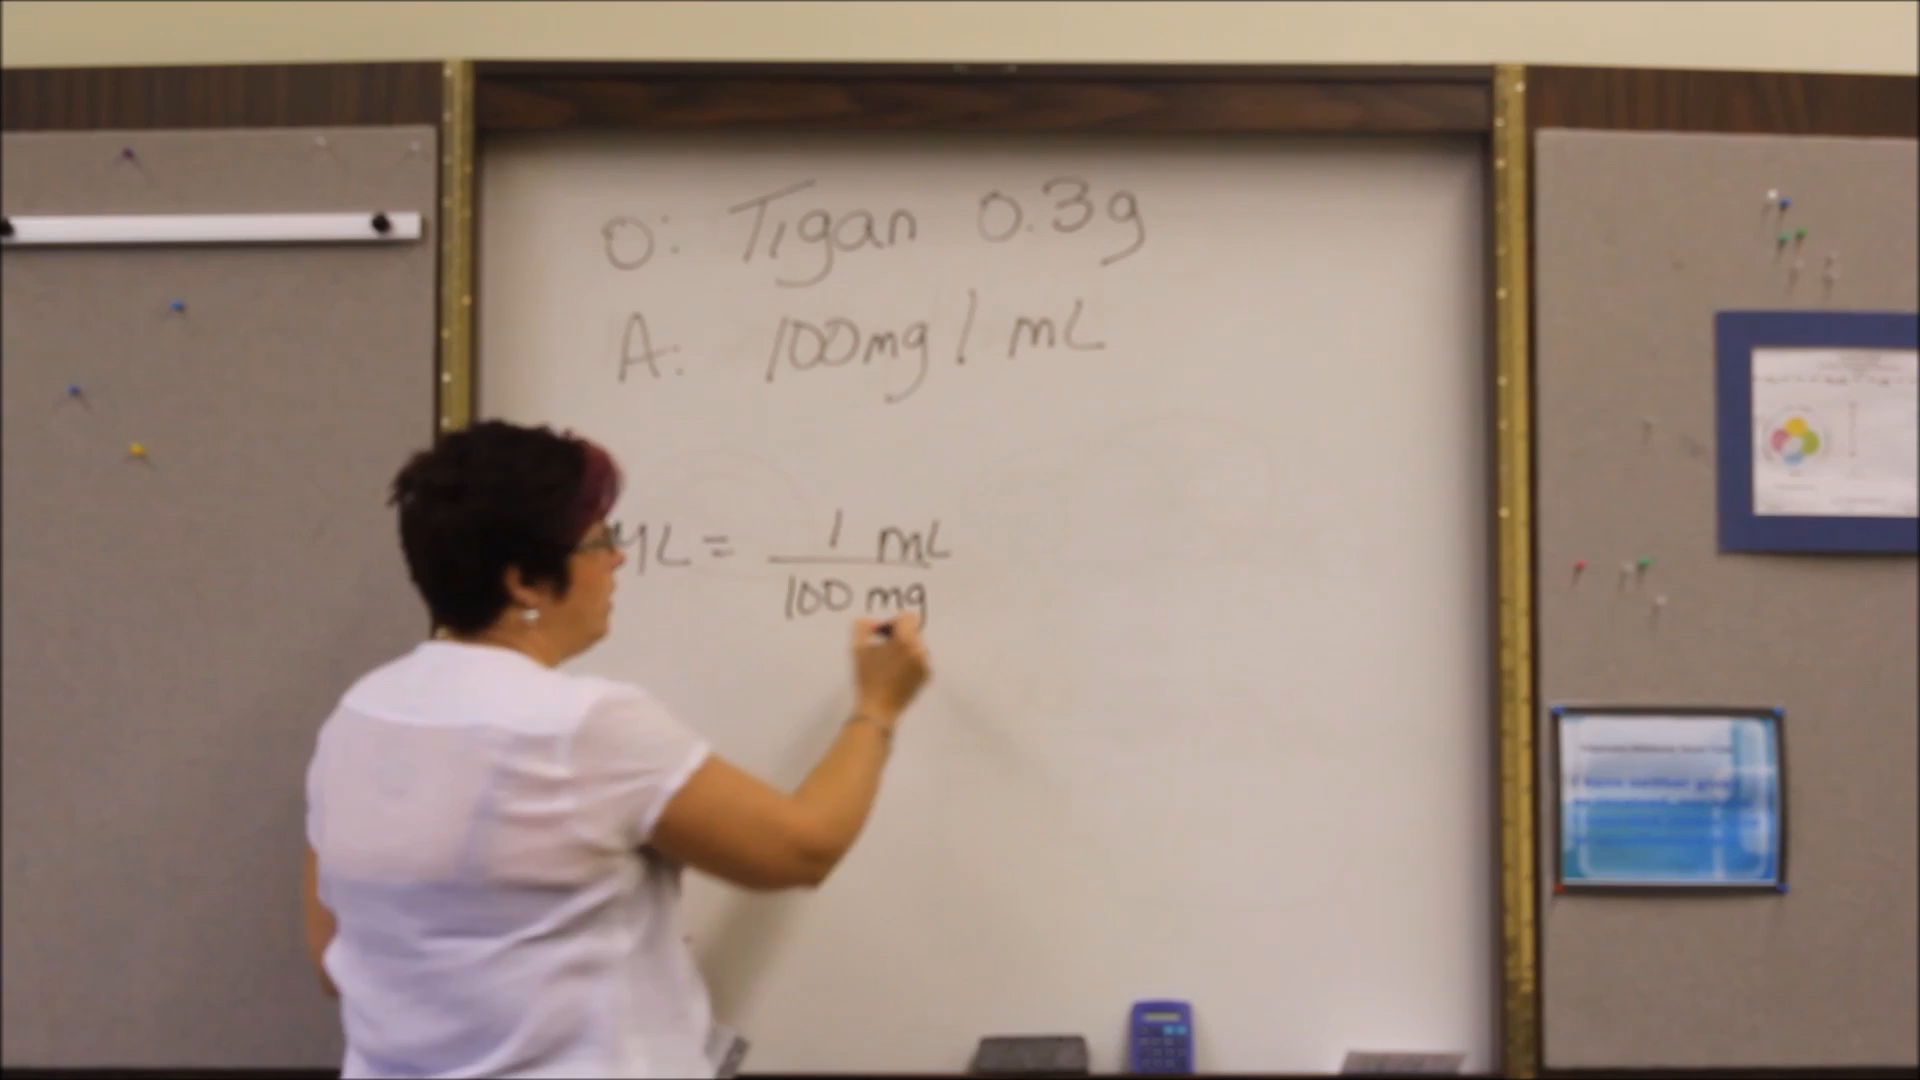 O: Tigan 0.3g
A: 100mg / mL
ML = 1 mL
100 mg